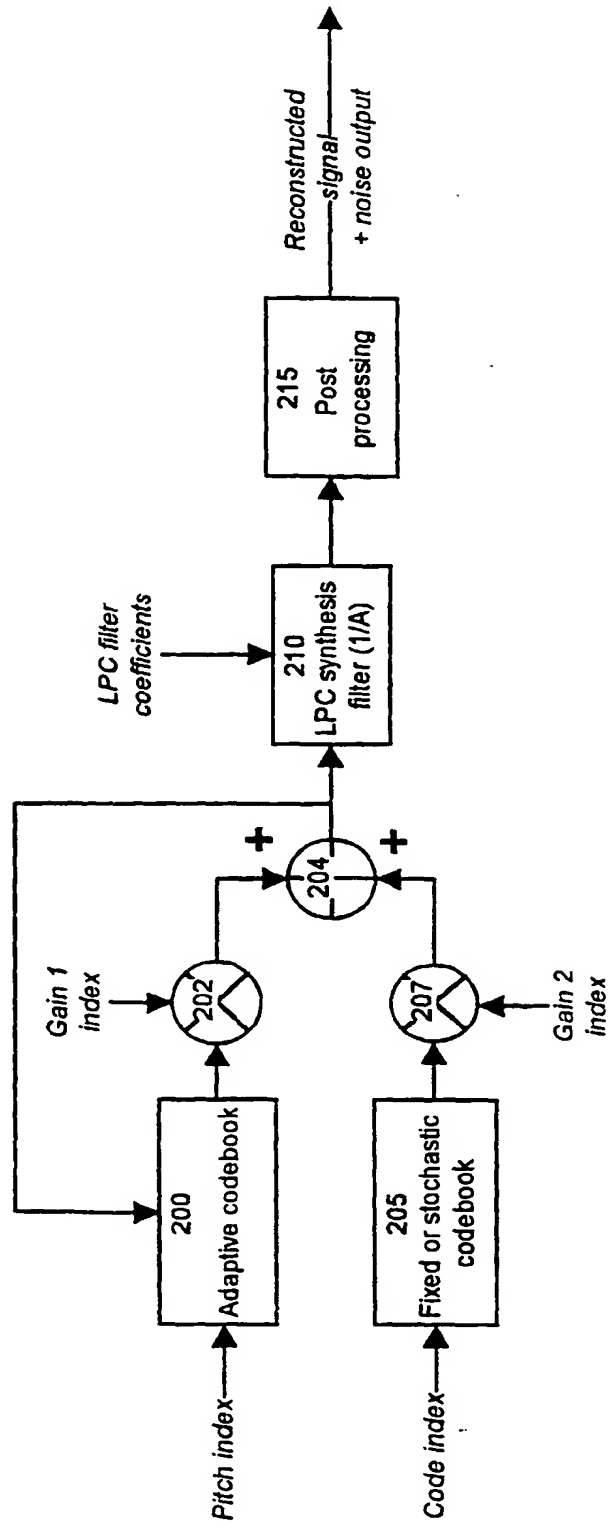 Pitch index
200
Adaptive codebook
Gain 1
index
202
+
204
+
Code index
205
Fixed or stochastic
codebook
207
Gain 2
index
LPC filter
coefficients
210
LPC synthesis
filter (1/A)
215
Post
processing
Reconstructed
signal
+ noise output